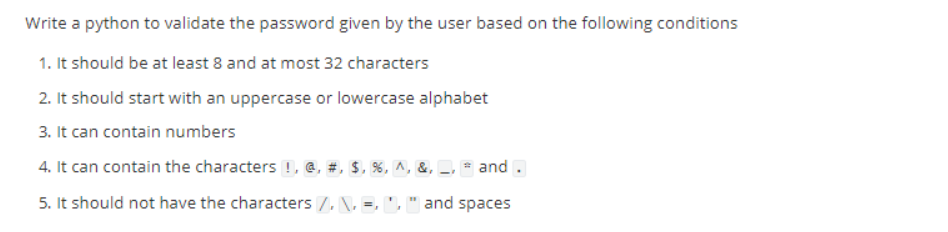 Write a python to validate the password given by the user based on the following conditions
1. It should be at least 8 and at most 32 characters
2. It should start with an uppercase or lowercase alphabet
3. It can contain numbers
4. It can contain the characters !, @, #, $, %, ^, &, _, * and .
5. It should not have the characters /, \, =, ', " and spaces